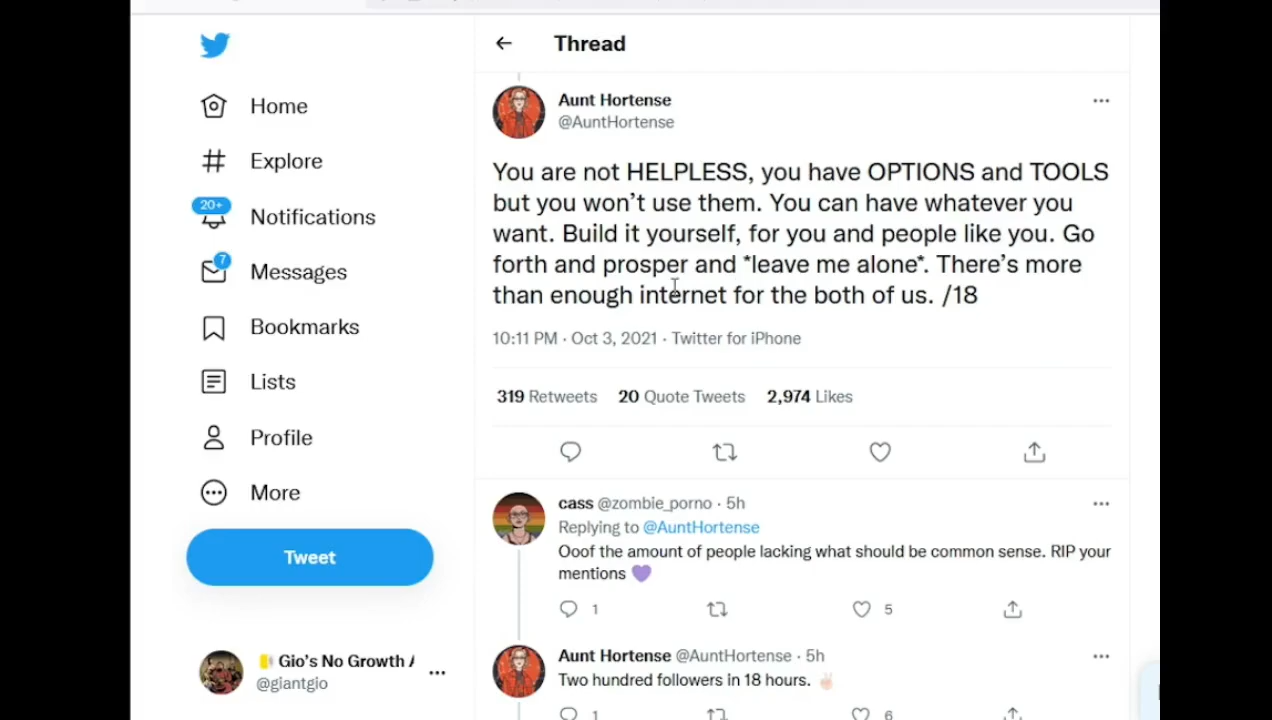 Thread
Home
Explore
20+
Notifications
7
Messages
Bookmarks
Lists
Profile
More
Tweet
Gio's No Growth
@giantgio
Aunt Hortense
@AuntHortense
You are not HELPLESS, you have OPTIONS and TOOLS
but you won't use them. You can have whatever you
want. Build it yourself, for you and people like you. Go
forth and prosper and *leave me alone*. There's more
than enough internet for the both of us. /18
10:11 PM · Oct 3, 2021 · Twitter for iPhone
319 Retweets 20 Quote Tweets 2,974 Likes
cass @zombie_porno · 5h
Replying to @AuntHortense
Ooof the amount of people lacking what should be common sense. RIP your
mentions 💜
1 5
Aunt Hortense @AuntHortense · 5h
Two hundred followers in 18 hours. ✌🏻
1 6